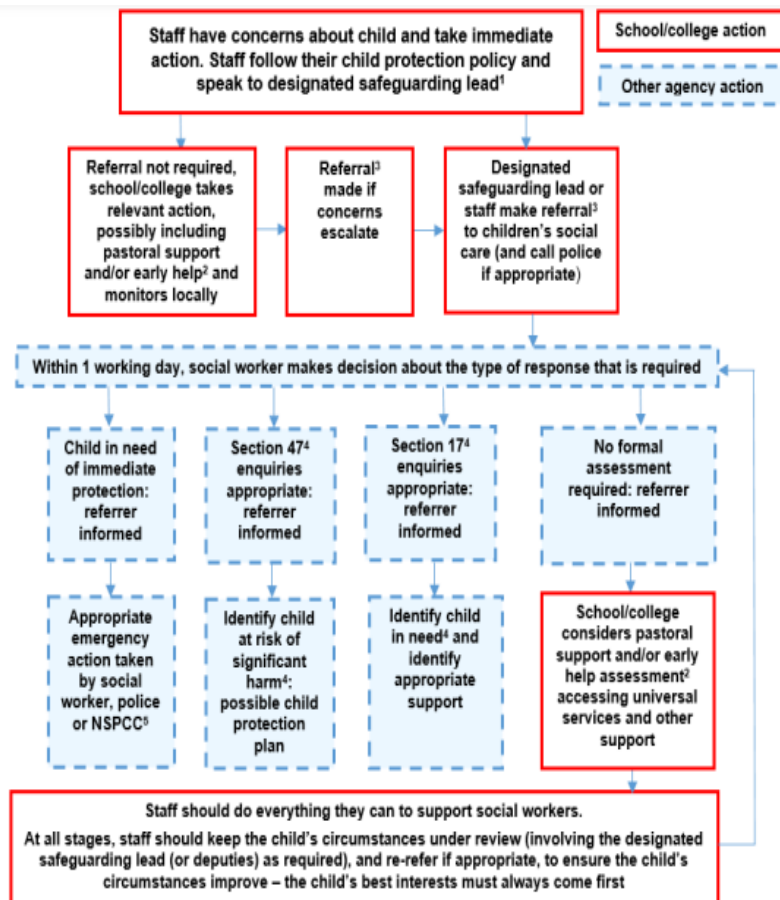 Staff have concerns about child and take immediate
action. Staff follow their child protection policy and
speak to designated safeguarding lead¹
School/college action
Other agency action
Referral not required,
school/college takes
relevant action,
possibly including
pastoral support
and/or early help² and
monitors locally
Referral³
made if
concerns
escalate
Designated
safeguarding lead or
staff make referral³
to children's social
care (and call police
if appropriate)
Within 1 working day, social worker makes decision about the type of response that is required
Child in need
of immediate
protection:
referrer
informed
Section 47⁴
enquiries
appropriate:
referrer
informed
Section 17⁴
enquiries
appropriate:
referrer
informed
No formal
assessment
required: referrer
informed
Appropriate
emergency
action taken
by social
worker, police
or NSPCC⁵
Identify child
at risk of
significant
harm⁴:
possible child
protection
plan
Identify child
in need⁴ and
identify
appropriate
support
School/college
considers pastoral
support and/or early
help assessment²
accessing universal
services and other
support
Staff should do everything they can to support social workers.
At all stages, staff should keep the child's circumstances under review (involving the designated
safeguarding lead (or deputies) as required), and re-refer if appropriate, to ensure the child's
circumstances improve – the child's best interests must always come first